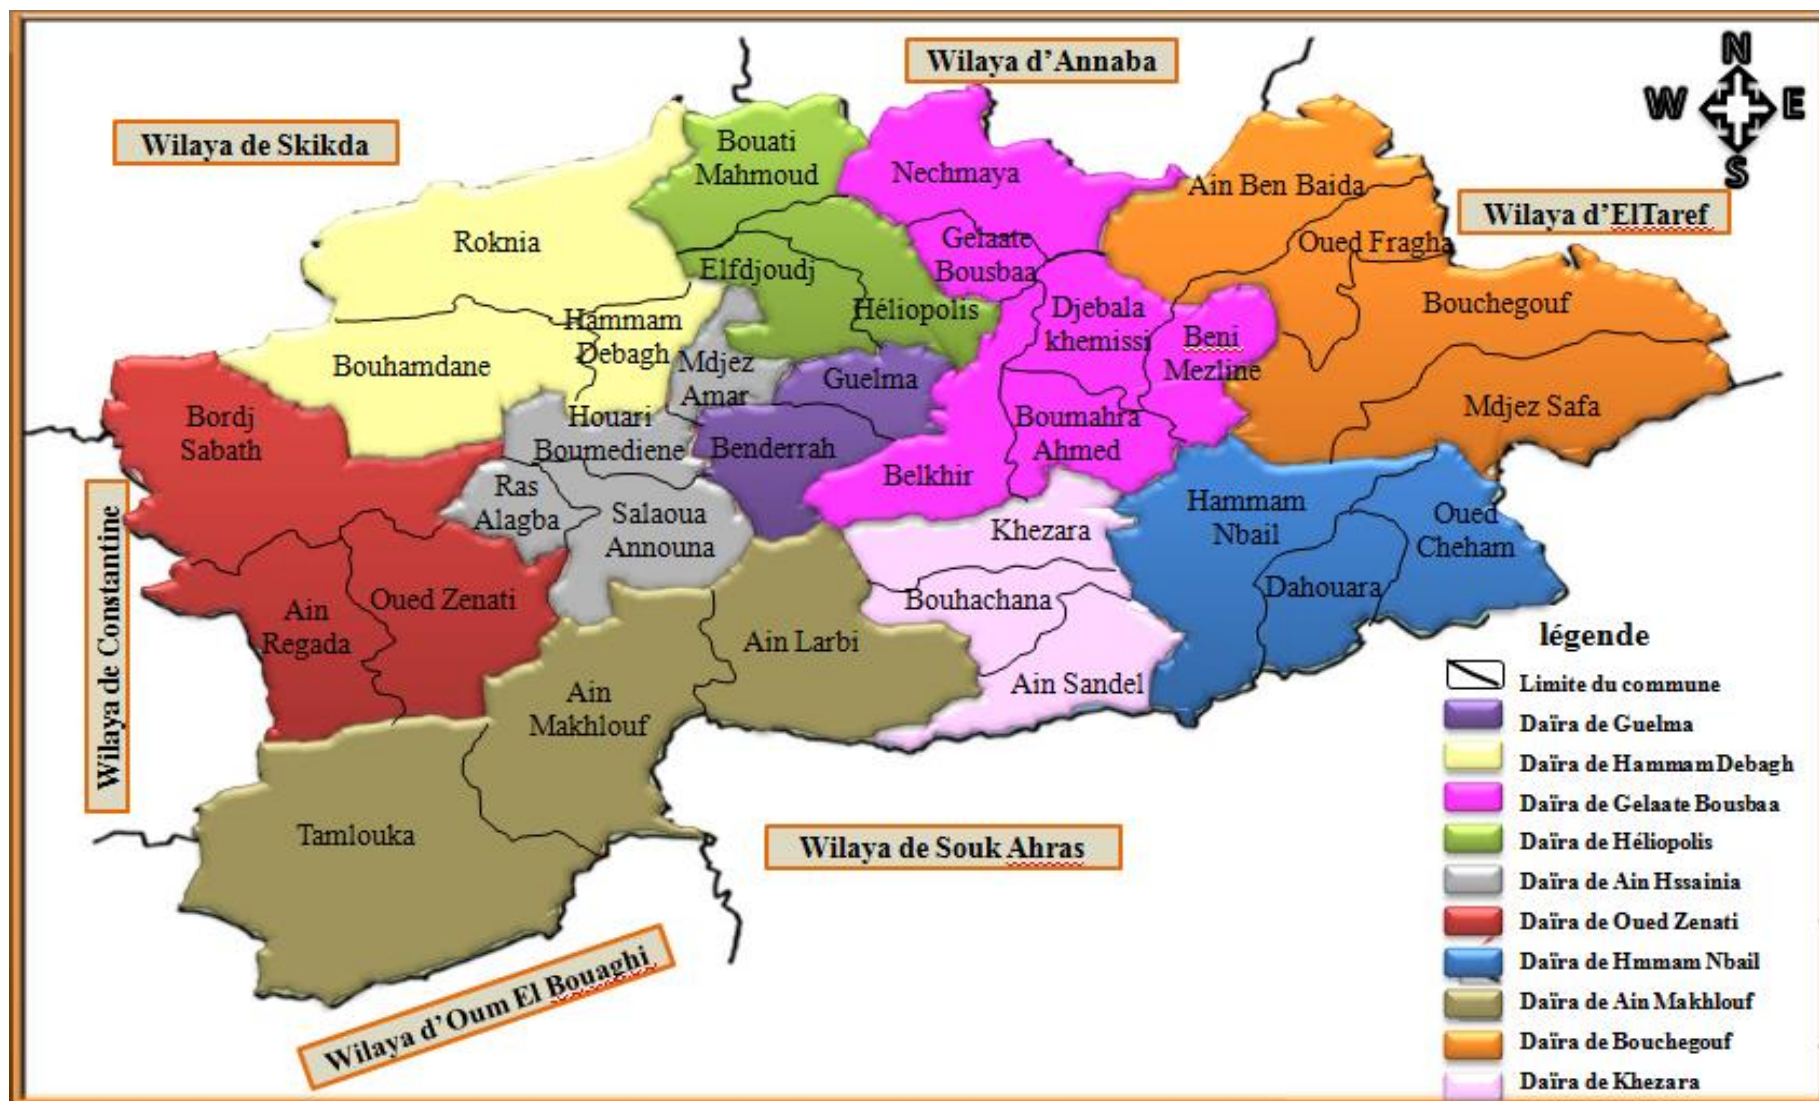 Wilaya d'Annaba
Wilaya de Skikda
Wilaya d'ElTaref
Wilaya de Constantine
Wilaya de Souk Ahras
Wilaya d'Oum El Bouaghi
N
W
E
S
Bouati
Mahmoud
Nechmaya
Ain Ben Baida
Roknia
Gelaate
Bousbaa
Oued Fragha
Elfdjoudj
Héliopolis
Bouchegouf
Hammam
Debagh
Djebala
khemissi
Beni
Mezline
Bouhamdane
Mdjez
Amar
Guelma
Mdjez Safa
Bordj
Sabath
Houari
Boumediene
Benderrah
Boumahra
Ahmed
Belkhir
Ras
Alagba
Salaoua
Announa
Khezara
Hammam
Nbail
Oued
Cheham
Ain
Regada
Oued Zenati
Bouhachana
Dahouara
Ain Larbi
Ain Sandel
Ain
Makhlouf
Tamlouka
légende
Limite du commune
Daïra de Guelma
Daïra de Hammam Debagh
Daïra de Gelaate Bousbaa
Daïra de Héliopolis
Daïra de Ain Hssainia
Daïra de Oued Zenati
Daïra de Hmmam Nbail
Daïra de Ain Makhlouf
Daïra de Bouchegouf
Daïra de Khezara